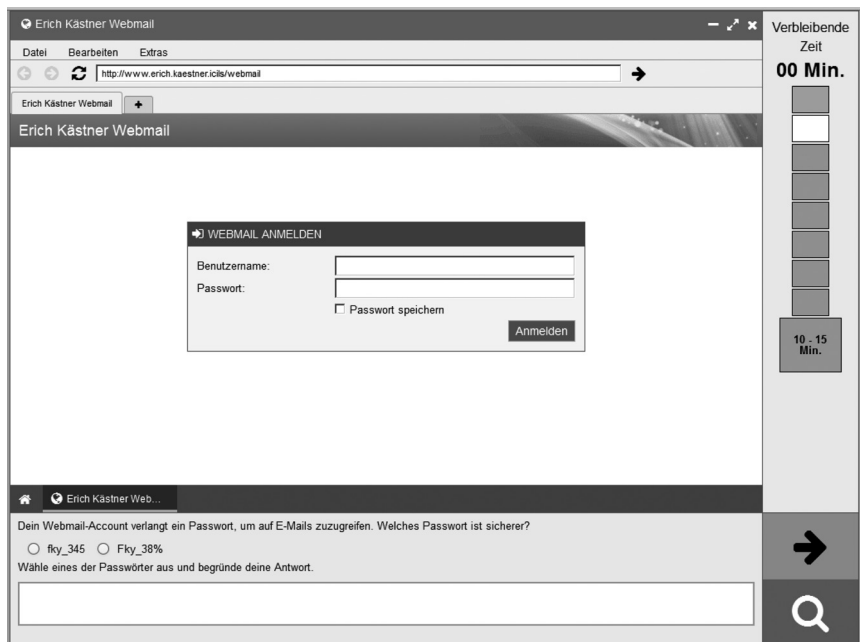 Erich Kästner Webmail
Datei Bearbeiten Extras
http://www.erich.kaestner.icils/webmail
Erich Kästner Webmail
Erich Kästner Webmail
WEBMAIL ANMELDEN
Benutzername:
Passwort:
Passwort speichern
Anmelden
Erich Kästner Web...
Dein Webmail-Account verlangt ein Passwort, um auf E-Mails zuzugreifen. Welches Passwort ist sicherer?
fky_345 Fky_38%
Wähle eines der Passwörter aus und begründe deine Antwort.
Verbleibende
Zeit
00 Min.
10 - 15
Min.